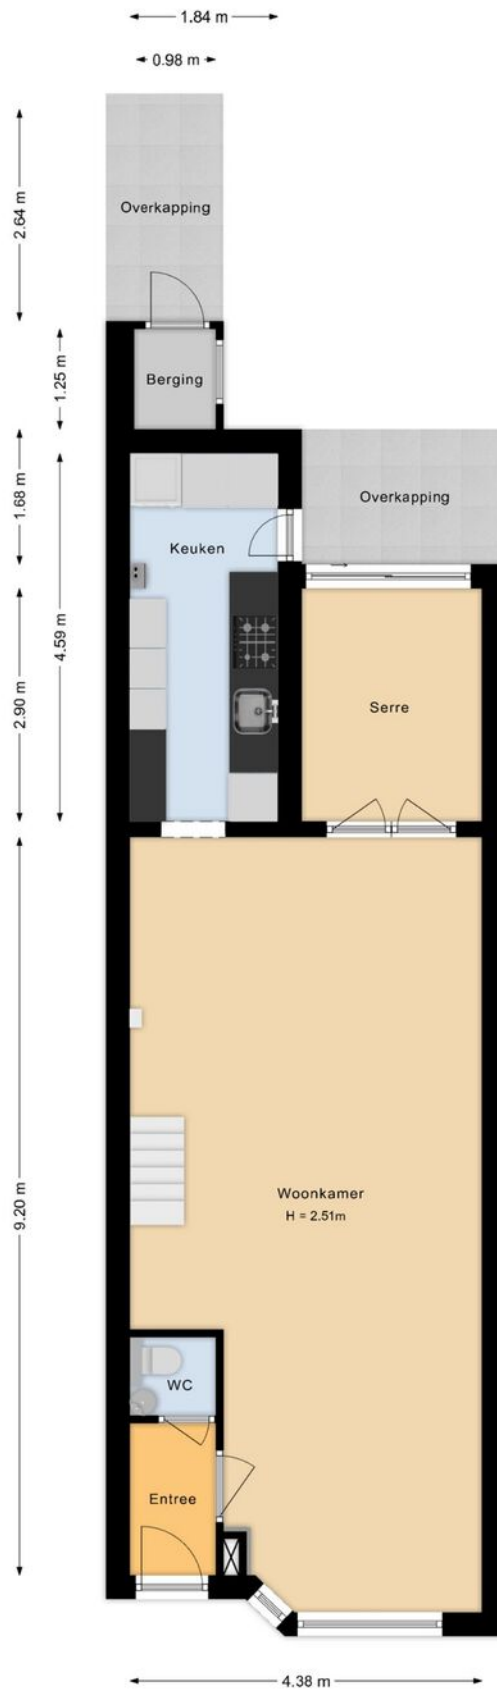 1.84 m
0.98 m
2.64 m
Overkapping
1.25 m
Berging
1.68 m
4.59 m
Overkapping
Keuken
2.90 m
Serre
9.20 m
Woonkamer
H = 2.51m
WC
Entree
4.38 m